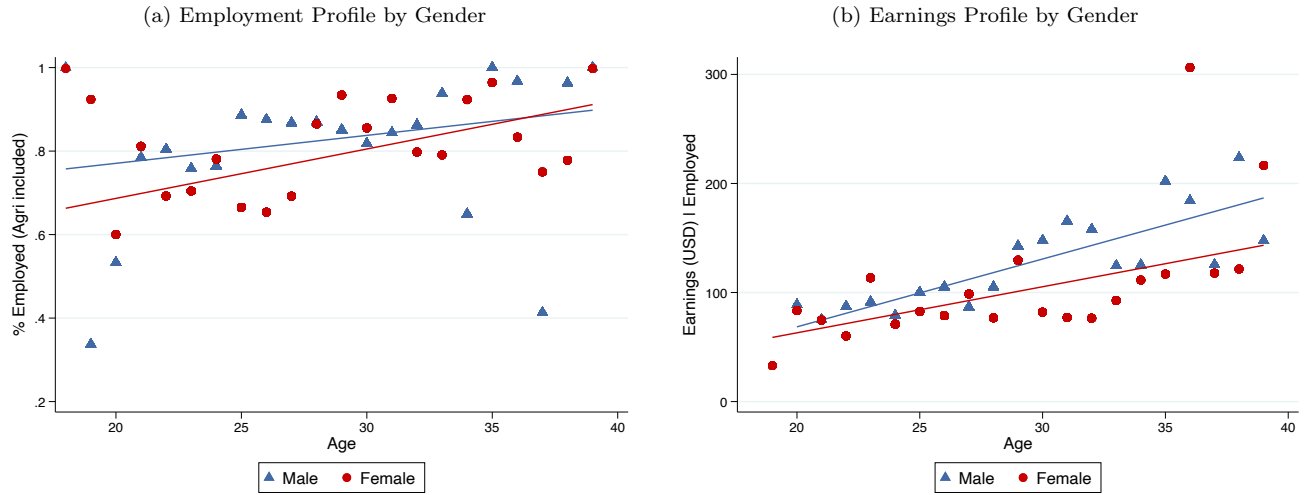 (a) Employment Profile by Gender
% Employed (Agri included)
1
.8
.6
.4
.2
20 25 30 35 40
Age
Male Female
(b) Earnings Profile by Gender
Earnings (USD) | Employed
300
200
100
0
20 25 30 35 40
Age
Male Female